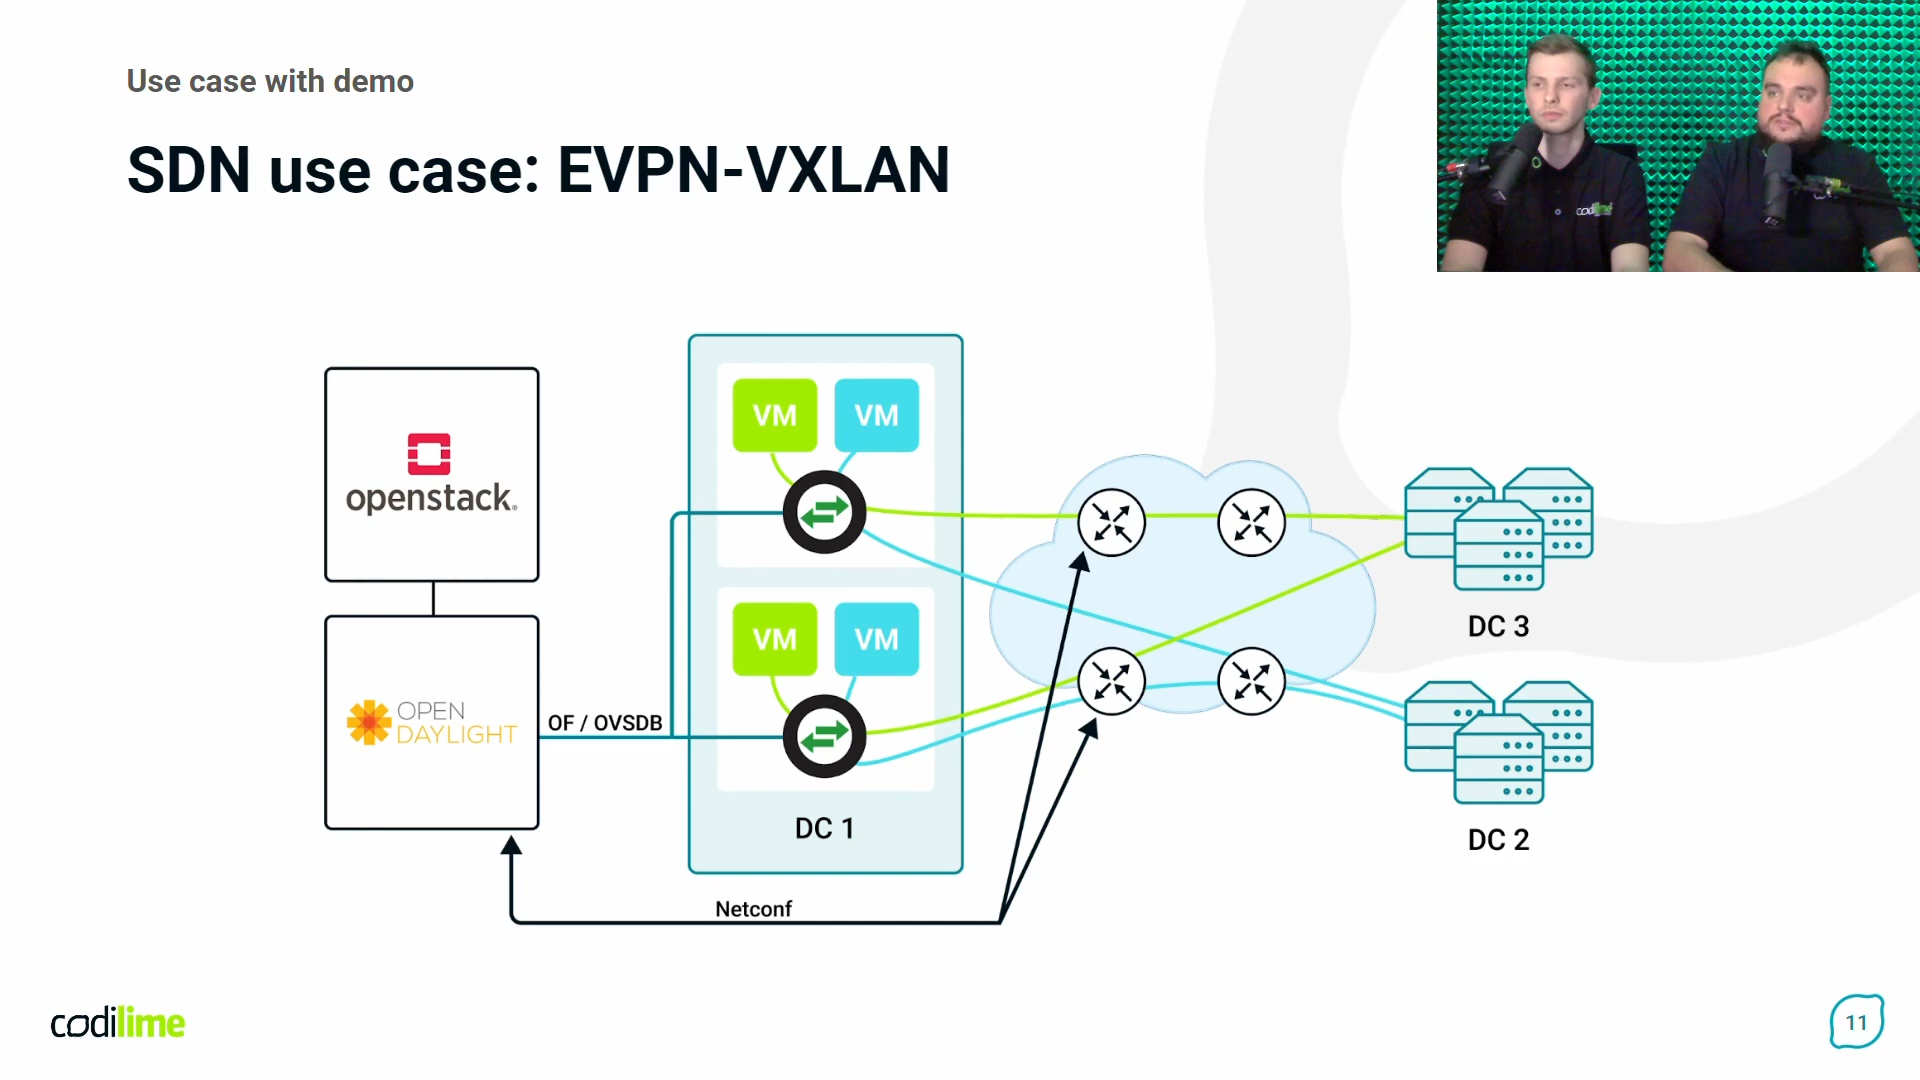 Use case with demo
SDN use case: EVPN-VXLAN
codilime
openstack.
OPEN
DAYLIGHT
OF / OVSDB
VM
VM
VM
VM
DC 1
Netconf
DC 3
DC 2
codilime
11